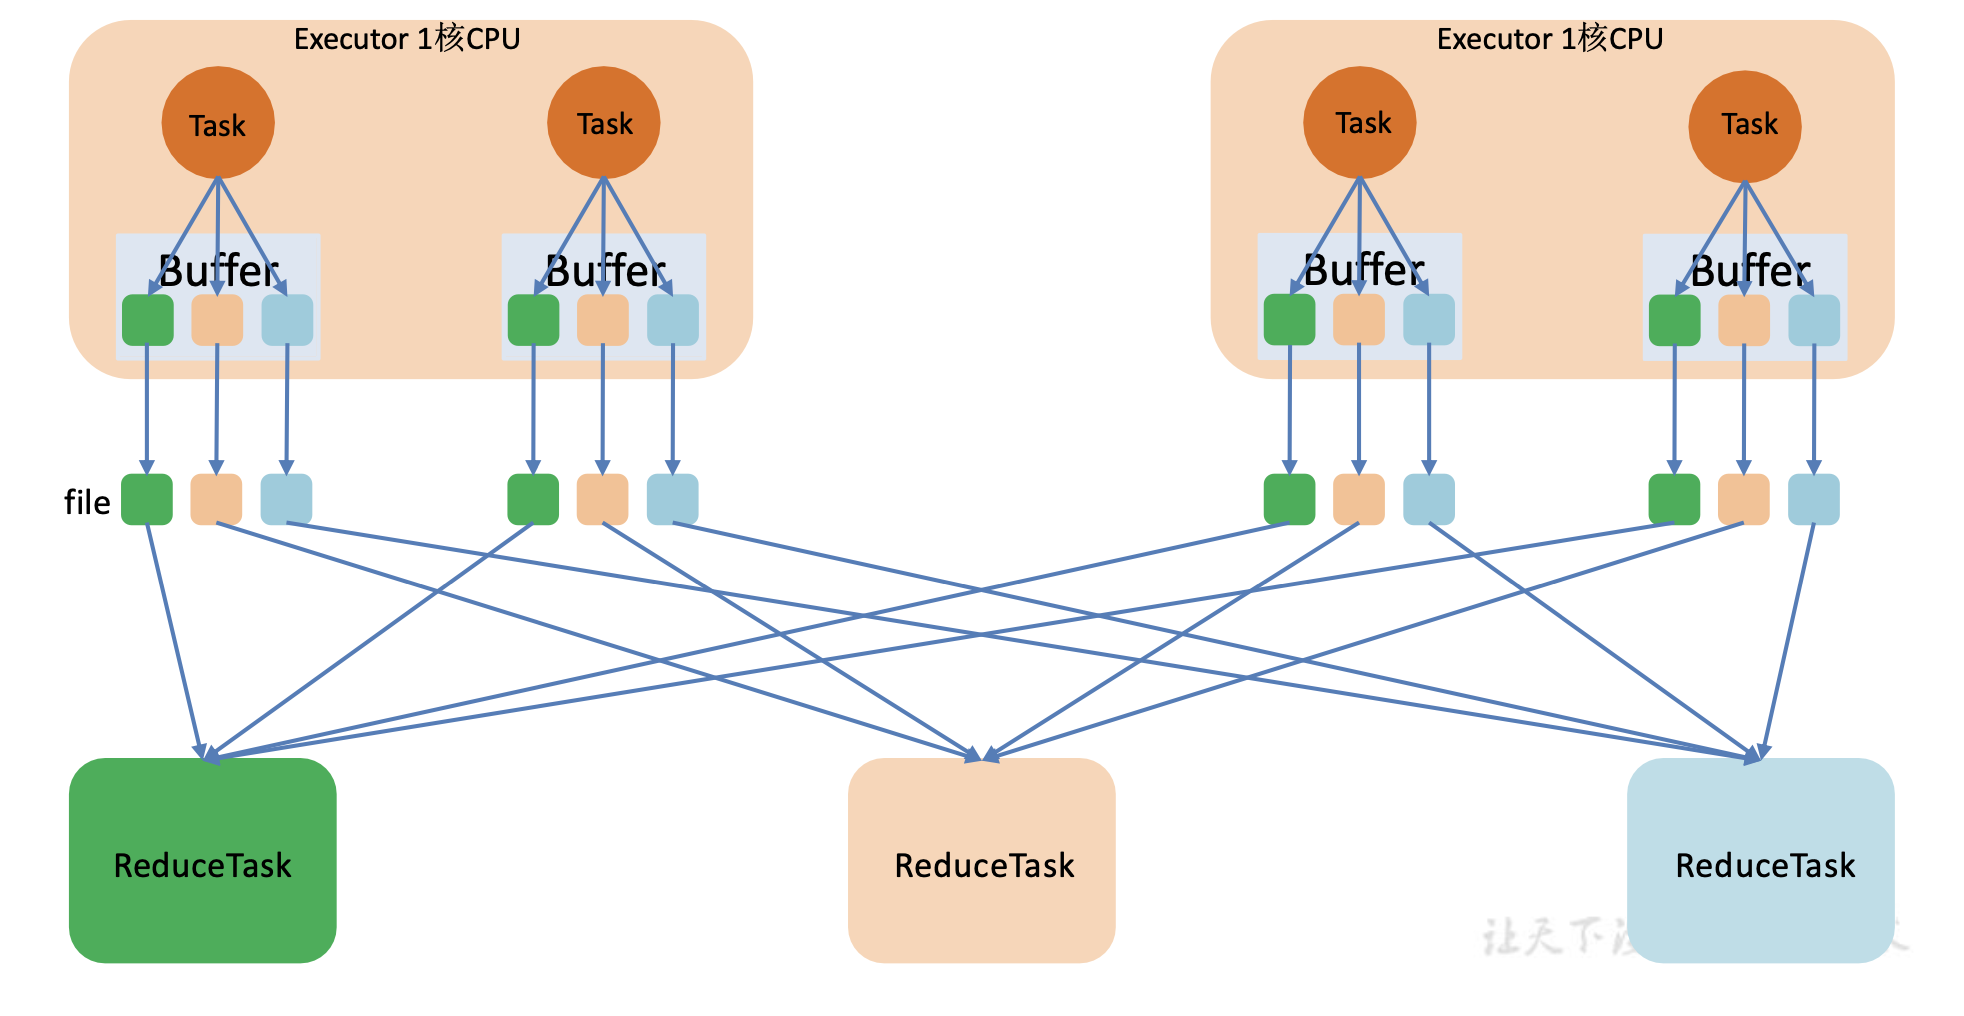 Executor 1核CPU
Executor 1核CPU
Task
Task
Task
Task
Buffer
Buffer
Buffer
Buffer
file
ReduceTask
ReduceTask
ReduceTask
让天下没